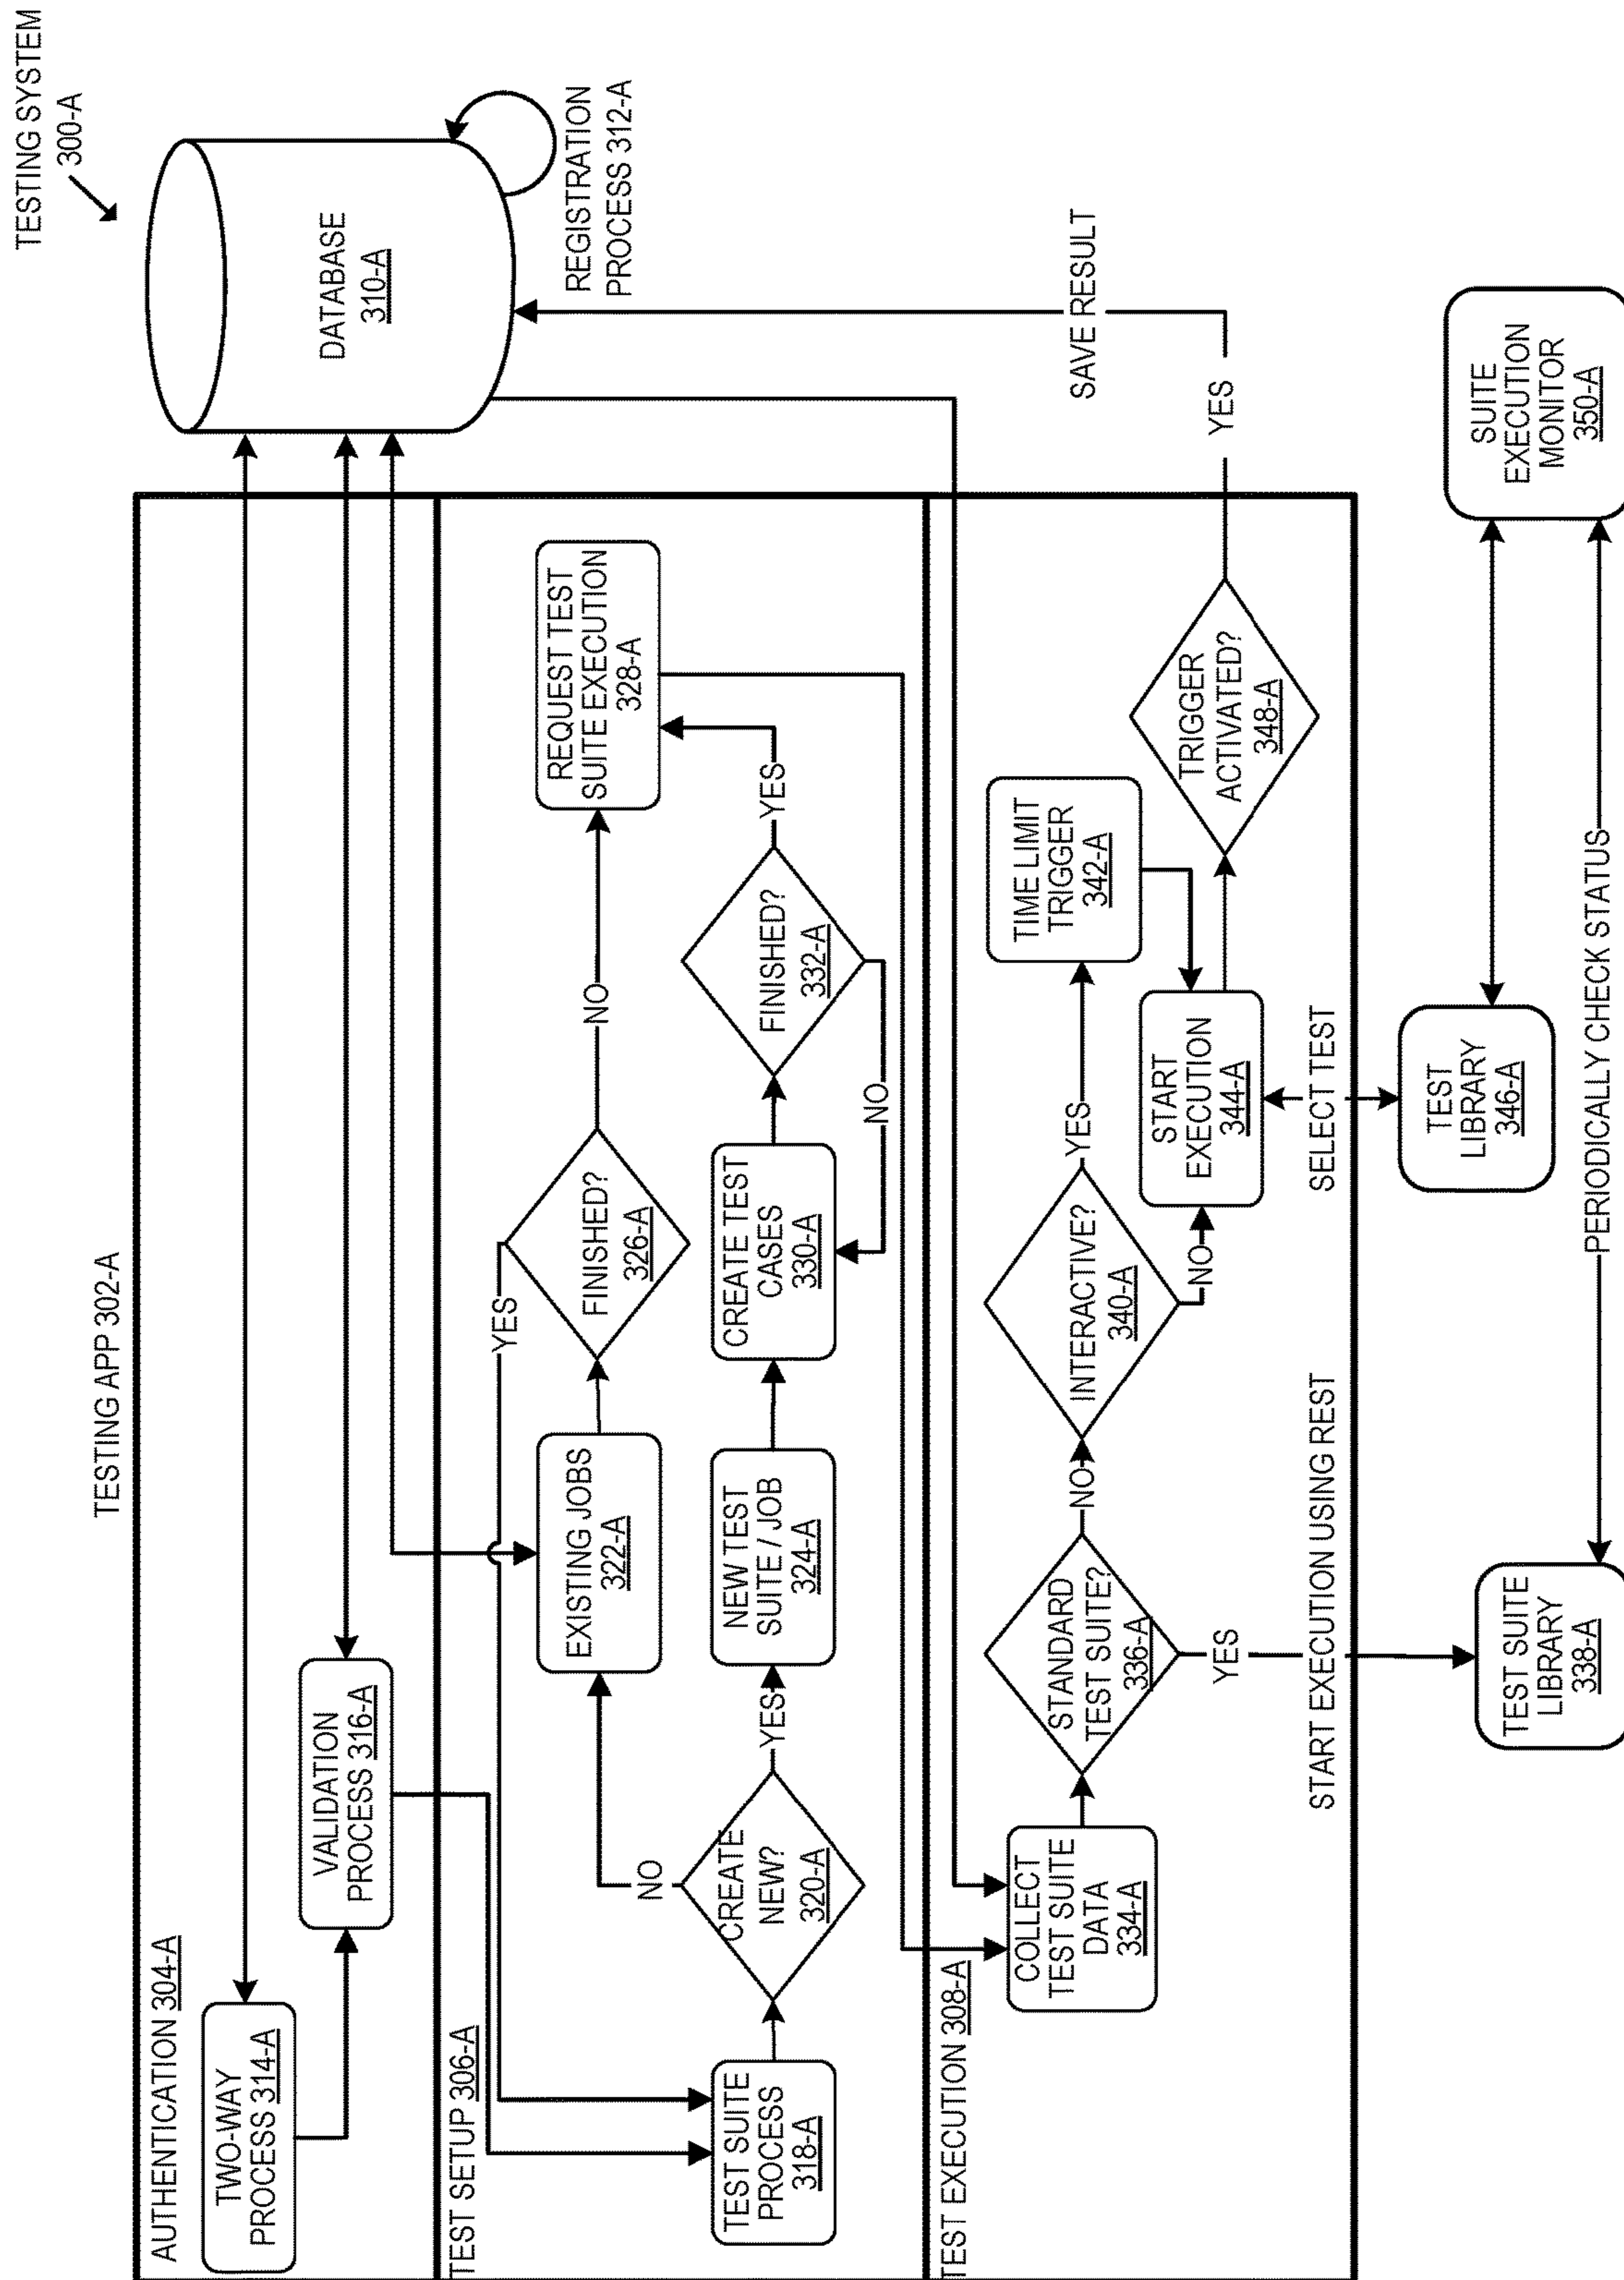 TESTING SYSTEM
300-A
TESTING APP 302-A
AUTHENTICATION 304-A
TWO-WAY
PROCESS 314-A
VALIDATION
PROCESS 316-A
DATABASE
310-A
REGISTRATION
PROCESS 312-A
TEST SETUP 306-A
TEST SUITE
PROCESS
318-A
CREATE
NEW?
320-A
NO
YES
EXISTING JOBS
322-A
NEW TEST
SUITE / JOB
324-A
YES
FINISHED?
326-A
NO
CREATE TEST
CASES
330-A
FINISHED?
332-A
NO
YES
REQUEST TEST
SUITE EXECUTION
328-A
TEST EXECUTION 308-A
COLLECT
TEST SUITE
DATA
334-A
STANDARD
TEST SUITE?
336-A
NO
YES
INTERACTIVE?
340-A
YES
NO
TIME LIMIT
TRIGGER
342-A
START
EXECUTION
344-A
TRIGGER
ACTIVATED?
348-A
YES
SAVE RESULT
START EXECUTION USING REST
SELECT TEST
TEST SUITE
LIBRARY
338-A
TEST
LIBRARY
346-A
SUITE
EXECUTION
MONITOR
350-A
PERIODICALLY CHECK STATUS